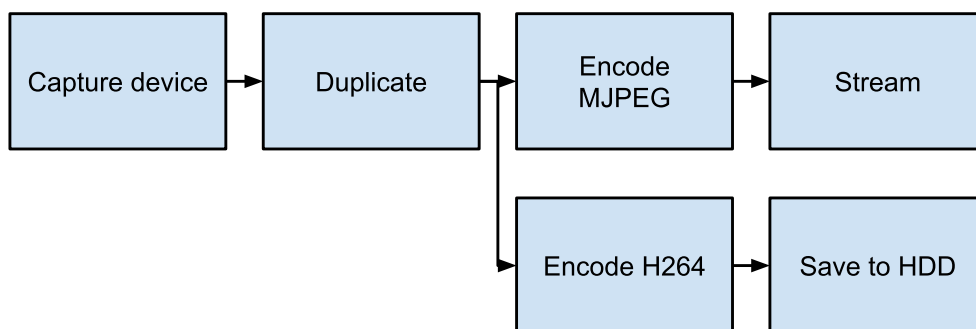 Capture device
Duplicate
Encode
MJPEG
Stream
Encode H264
Save to HDD